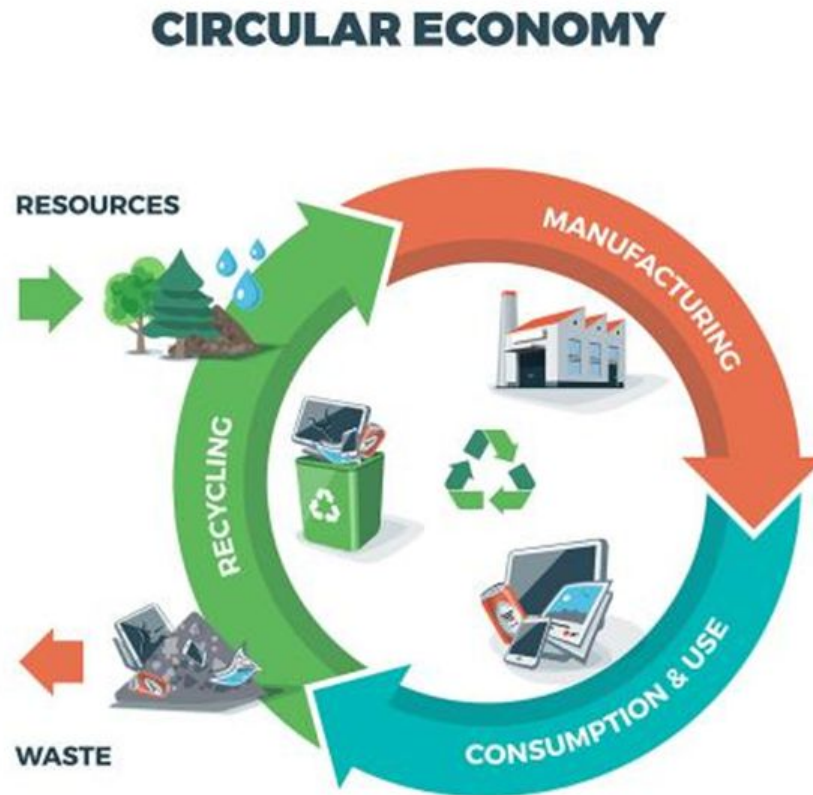 CIRCULAR ECONOMY
RESOURCES
MANUFACTURING
RECYCLING
CONSUMPTION & USE
WASTE